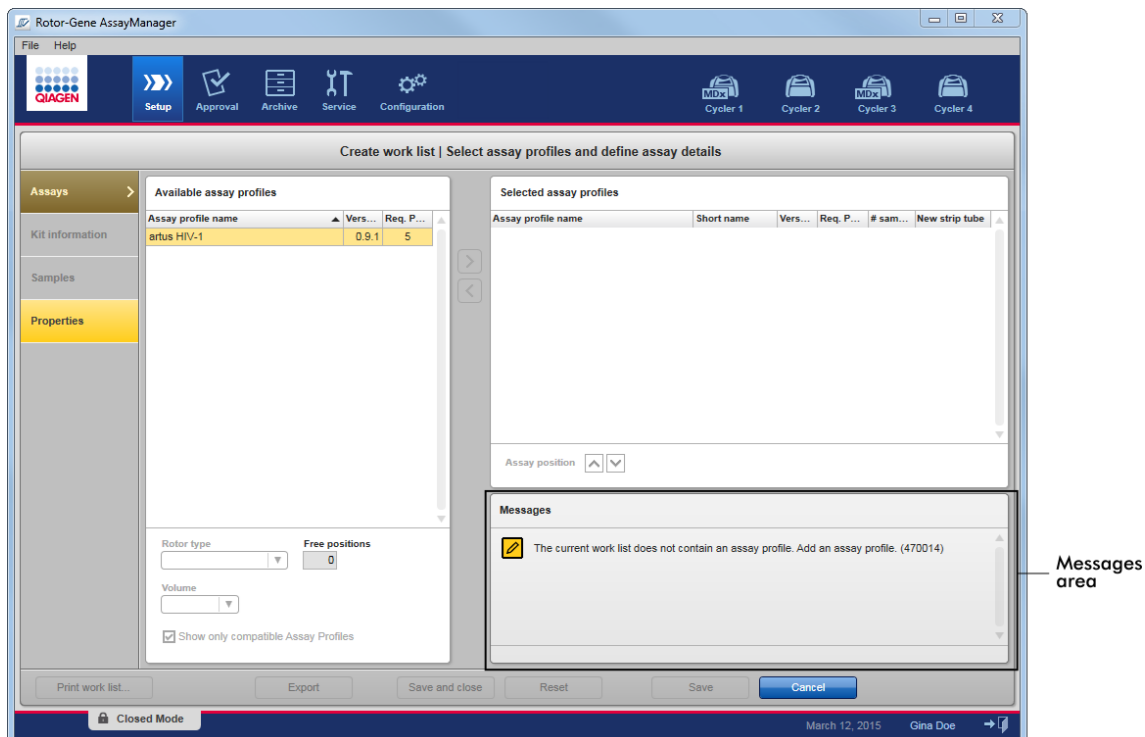 Rotor-Gene AssayManager
File Help
QIAGEN
Setup Approval Archive Service Configuration
MDx MDx
Cycler 1 Cycler 2 Cycler 3 Cycler 4
Create work list | Select assay profiles and define assay details
Assays
Kit information
Samples
Properties
Available assay profiles
Assay profile name Vers... Req. P...
artus HIV-1 0.9.1 5
Rotor type Free positions
0
Volume
Show only compatible Assay Profiles
Selected assay profiles
Assay profile name Short name Vers... Req. P... # sam... New strip tube
Assay position
Messages
The current work list does not contain an assay profile. Add an assay profile. (470014)
Messages
area
Print work list... Export Save and close Reset Save Cancel
Closed Mode
March 12, 2015 Gina Doe